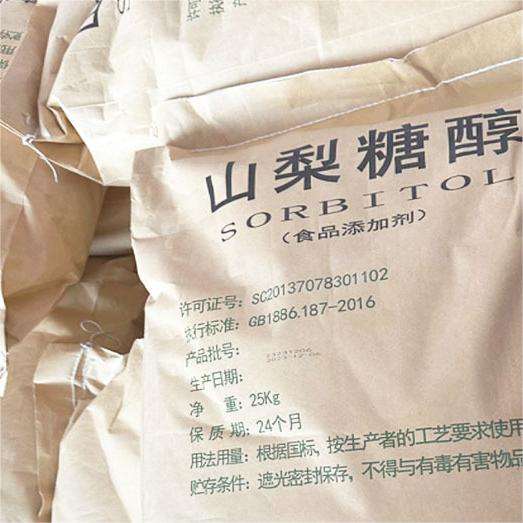 山梨糖醇
SORBITOL
(食品添加剂)
许可证号: SC20137078301102
执行标准: GB1886.187-2016
产品批号:
生产日期:
净 重: 25Kg
保 质 期: 24个月
用法用量: 根据国标, 按生产者的工艺要求使用
贮存条件: 遮光密封保存, 不得与有毒有害物品